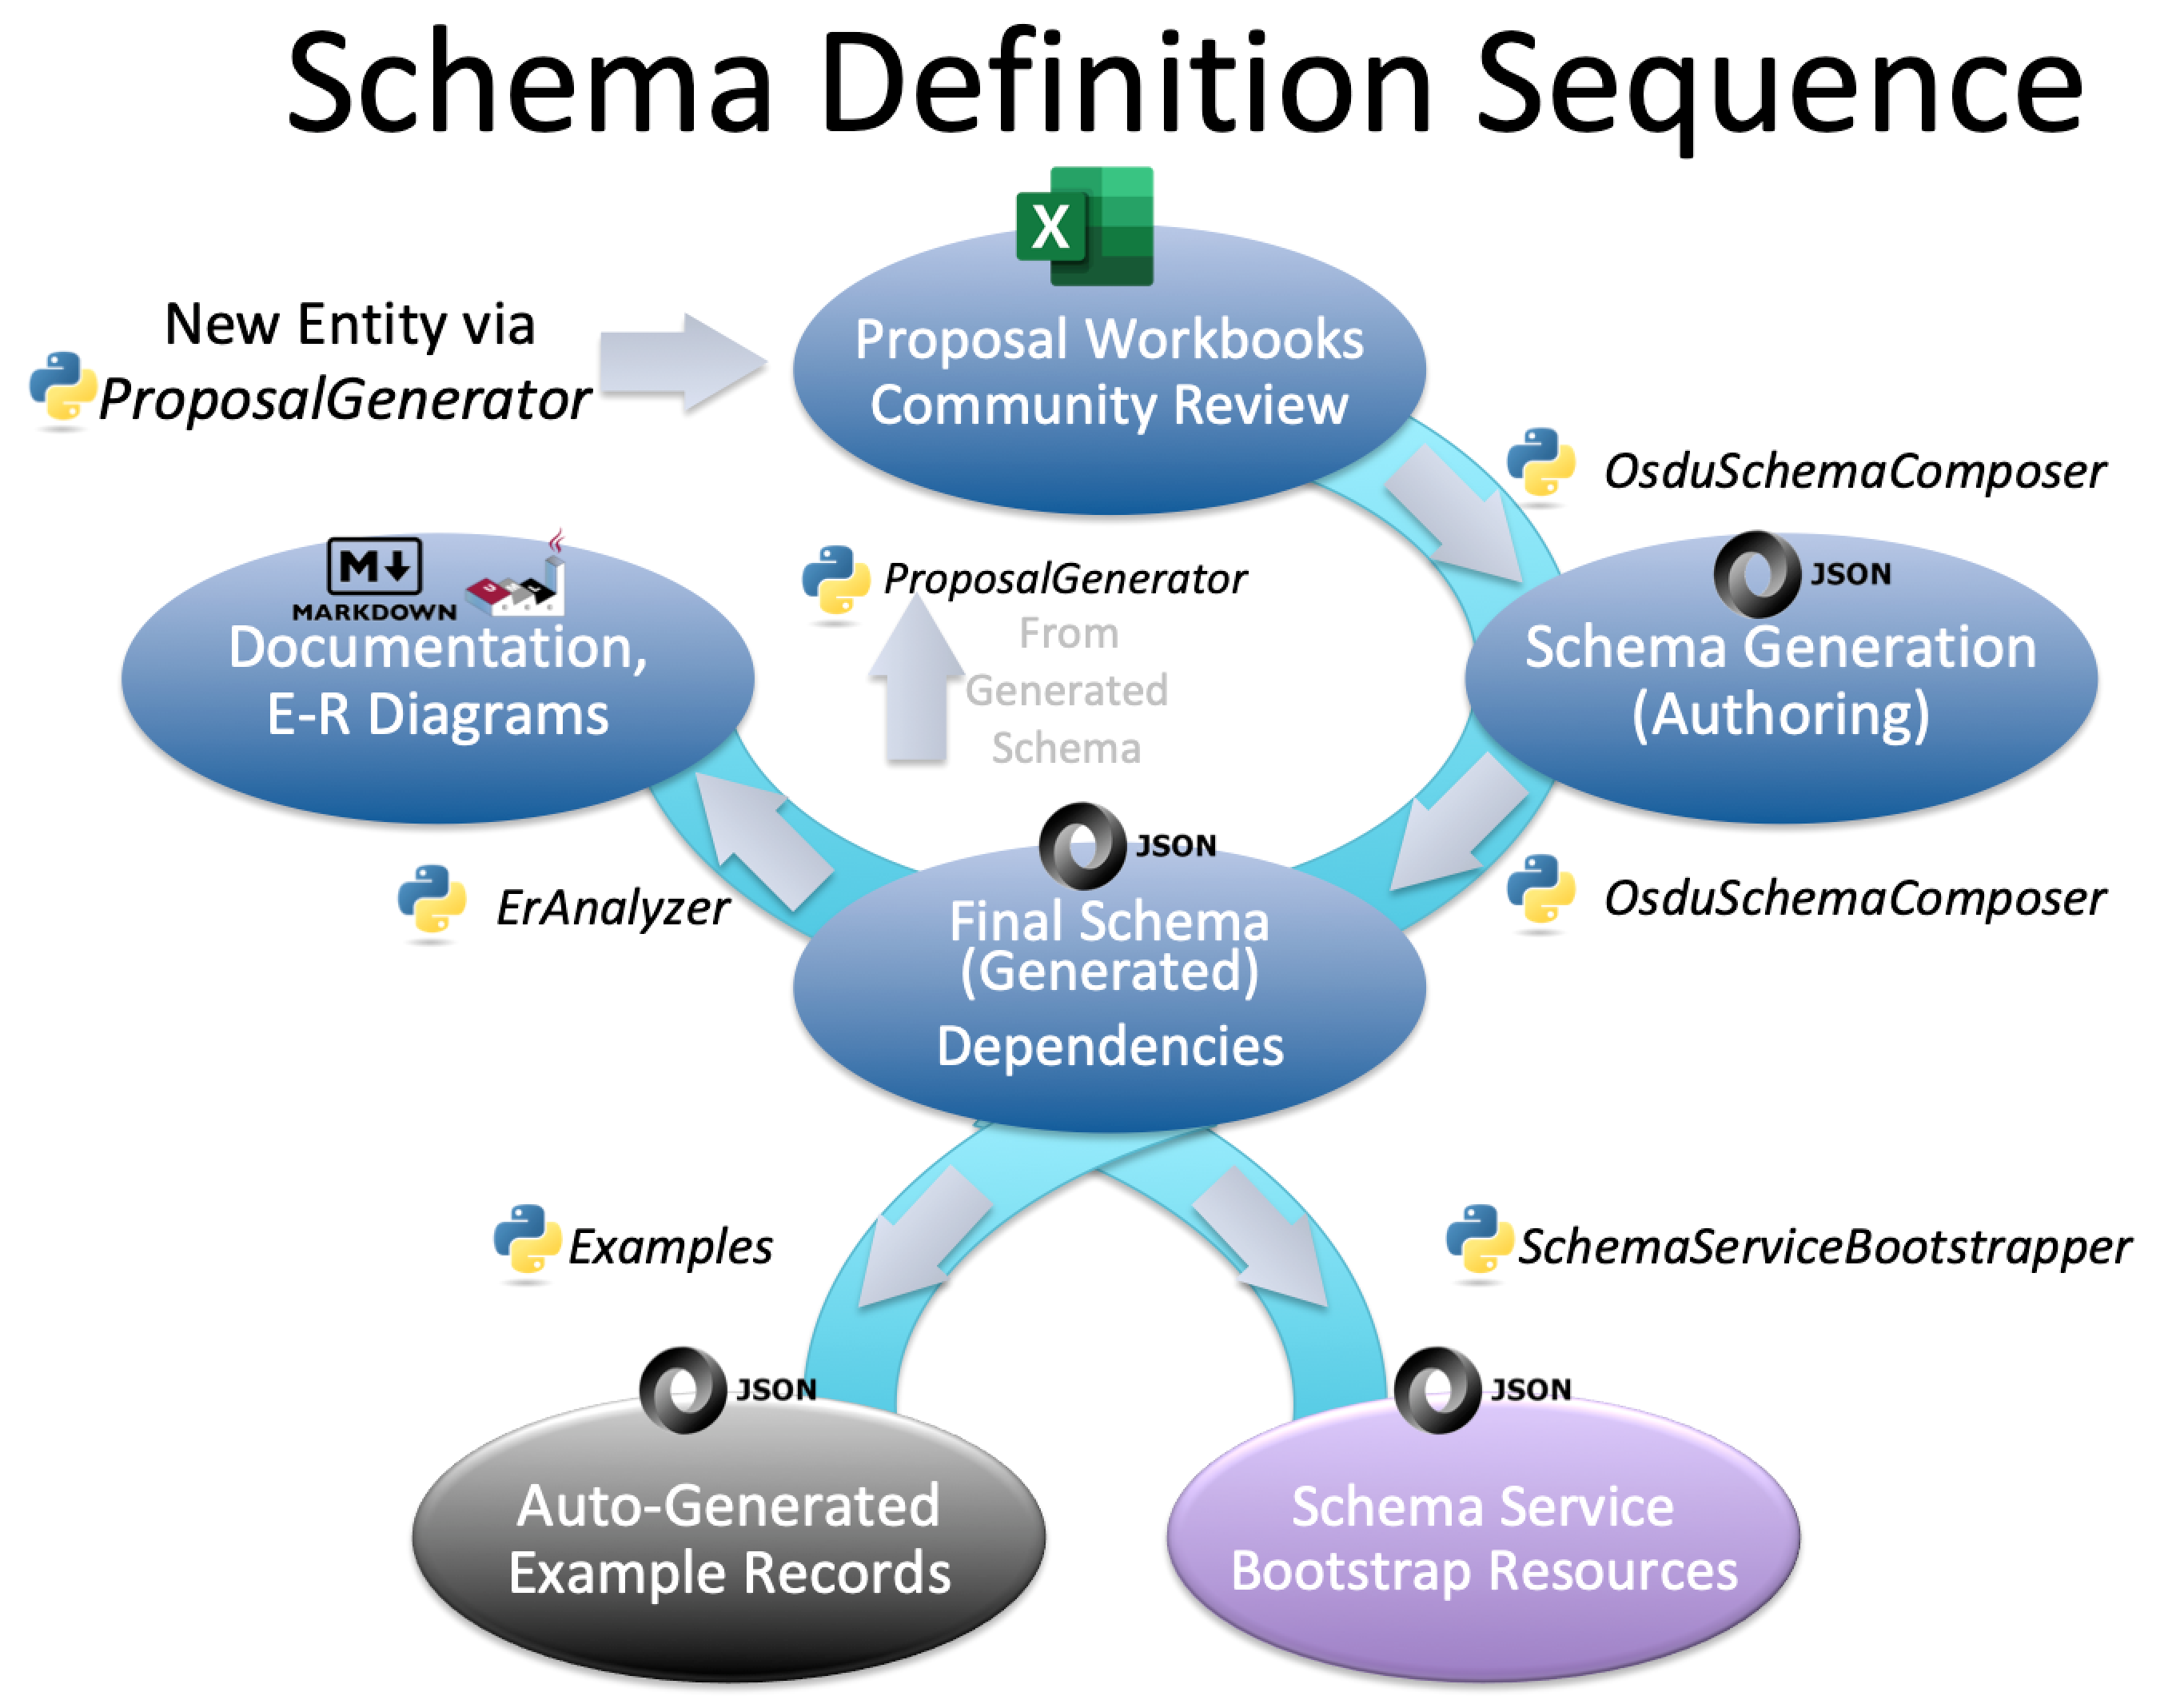 Schema Definition Sequence
X
New Entity via
ProposalGenerator
Proposal Workbooks
Community Review
OsduSchemaComposer
M
MARKDOWN
Documentation,
E-R Diagrams
ProposalGenerator
From
Generated
Schema
JSON
Schema Generation
(Authoring)
JSON
ErAnalyzer
OsduSchemaComposer
Final Schema
(Generated)
Dependencies
Examples
SchemaServiceBootstrapper
JSON
Auto-Generated
Example Records
JSON
Schema Service
Bootstrap Resources